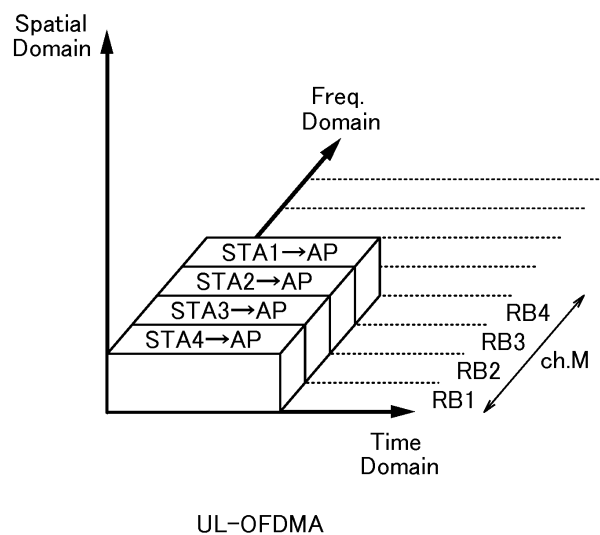 Spatial
Domain
Freq.
Domain
STA1→AP
STA2→AP
STA3→AP
STA4→AP
RB4
RB3
RB2
RB1
ch.M
Time
Domain
UL-OFDMA